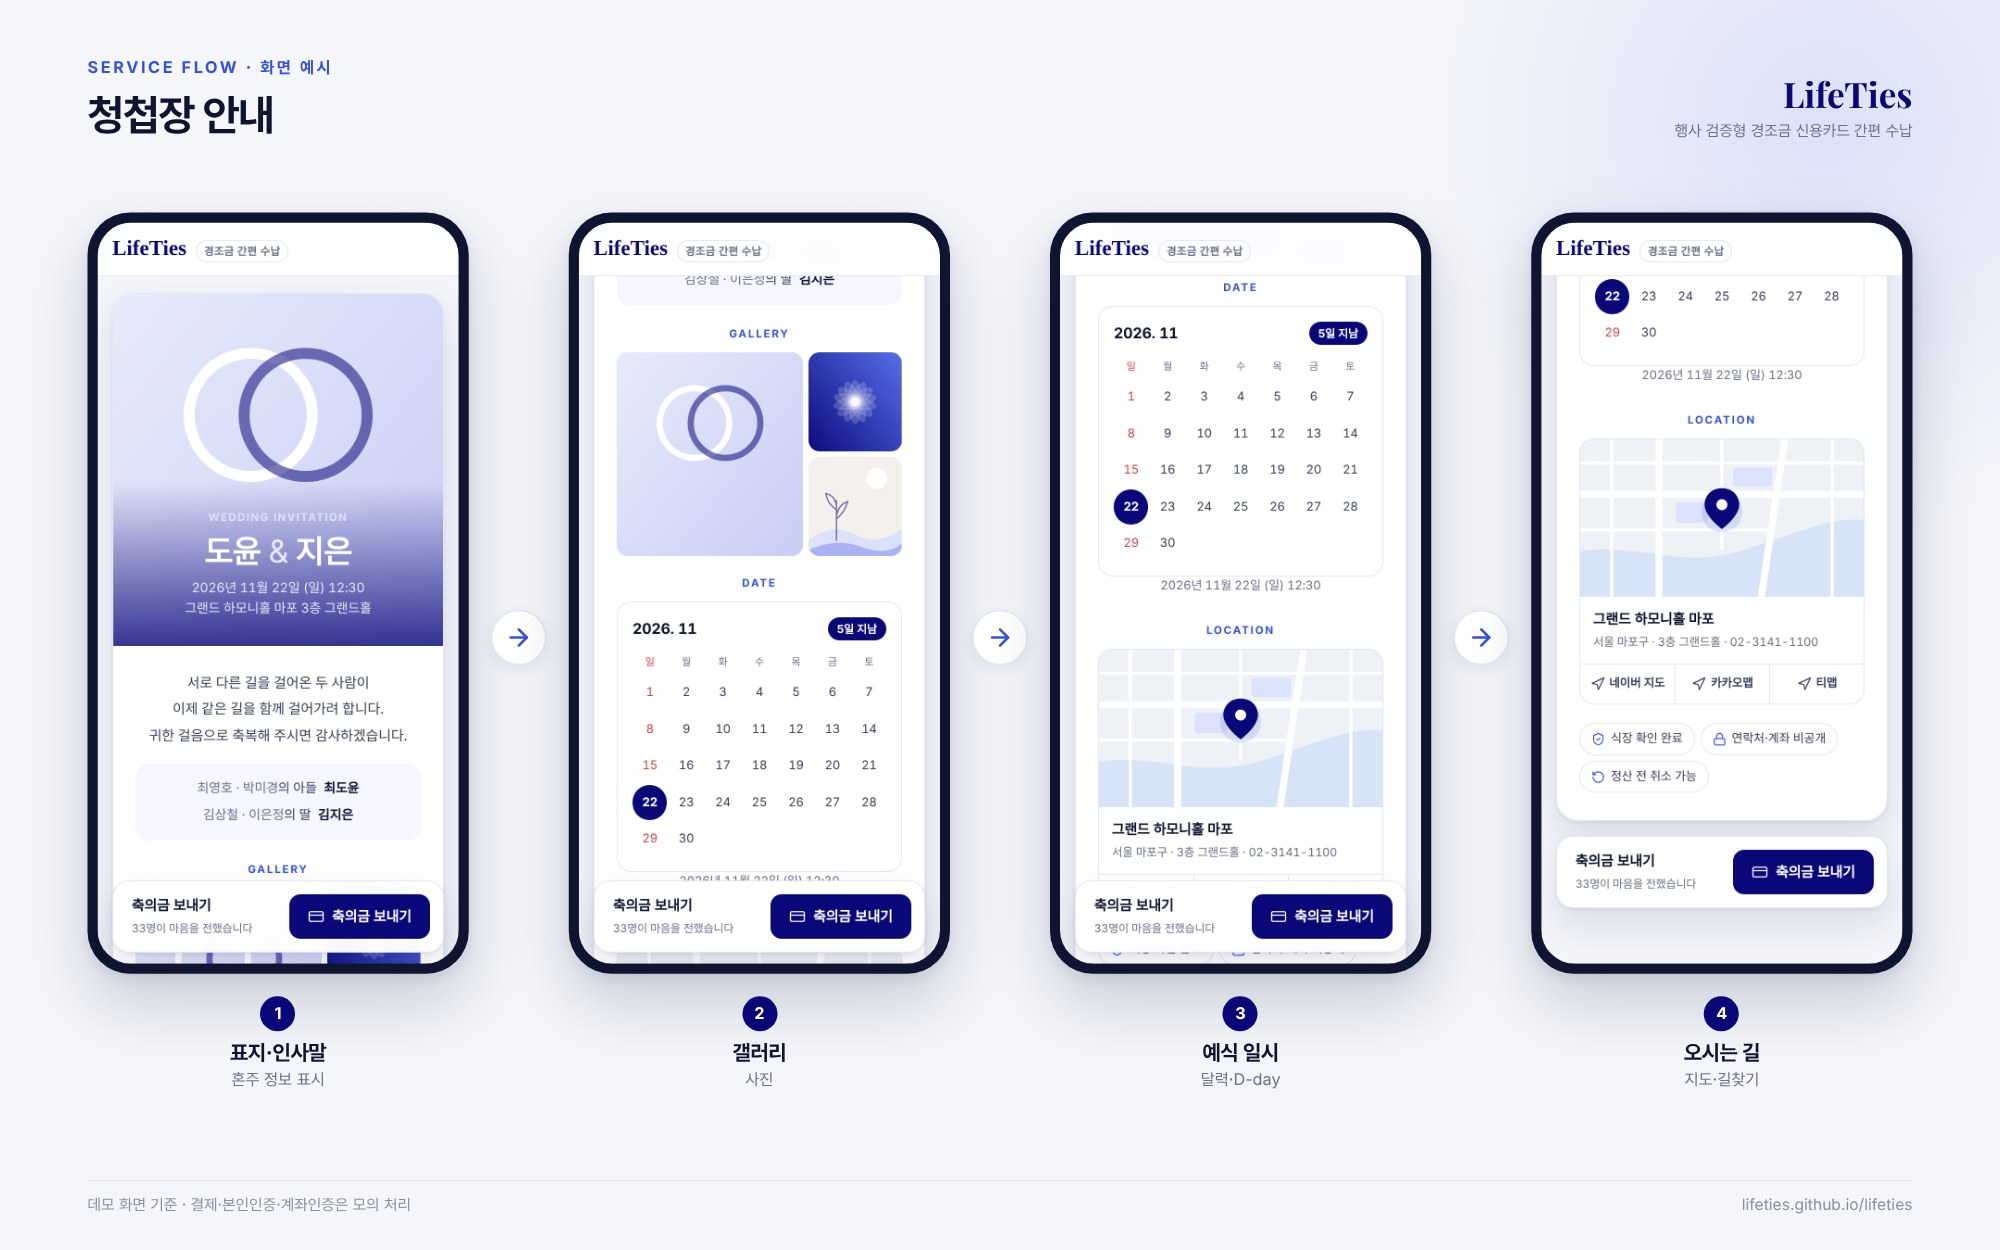 SERVICE FLOW · 화면 예시
청첩장 안내
LifeTies
행사 검증형 경조금 신용카드 간편 수납
LifeTies 경조금 간편 수납
WEDDING INVITATION
도윤 & 지은
2026년 11월 22일 (일) 12:30
그랜드 하모니홀 마포 3층 그랜드홀
서로 다른 길을 걸어온 두 사람이
이제 같은 길을 함께 걸어가려 합니다.
귀한 걸음으로 축복해 주시면 감사하겠습니다.
최영호 · 박미경의 아들 최도윤
김상철 · 이은정의 딸 김지은
GALLERY
축의금 보내기
33명이 마음을 전했습니다
축의금 보내기
1
표지·인사말
혼주 정보 표시
LifeTies 경조금 간편 수납
김상철 · 이은정의 딸 김지은
GALLERY
DATE
2026. 11 5일 지남
일 월 화 수 목 금 토
1 2 3 4 5 6 7
8 9 10 11 12 13 14
15 16 17 18 19 20 21
22 23 24 25 26 27 28
29 30
2026년 11월 22일 (일) 12:30
축의금 보내기
33명이 마음을 전했습니다
축의금 보내기
2
갤러리
사진
LifeTies 경조금 간편 수납
DATE
2026. 11 5일 지남
일 월 화 수 목 금 토
1 2 3 4 5 6 7
8 9 10 11 12 13 14
15 16 17 18 19 20 21
22 23 24 25 26 27 28
29 30
2026년 11월 22일 (일) 12:30
LOCATION
그랜드 하모니홀 마포
서울 마포구 · 3층 그랜드홀 · 02-3141-1100
축의금 보내기
33명이 마음을 전했습니다
축의금 보내기
3
예식 일시
달력·D-day
LifeTies 경조금 간편 수납
22 23 24 25 26 27 28
29 30
2026년 11월 22일 (일) 12:30
LOCATION
그랜드 하모니홀 마포
서울 마포구 · 3층 그랜드홀 · 02-3141-1100
네이버 지도 카카오맵 티맵
식장 확인 완료 연락처·계좌 비공개
정산 전 취소 가능
축의금 보내기
33명이 마음을 전했습니다
축의금 보내기
4
오시는 길
지도·길찾기
데모 화면 기준 · 결제·본인인증·계좌인증은 모의 처리
lifeties.github.io/lifeties